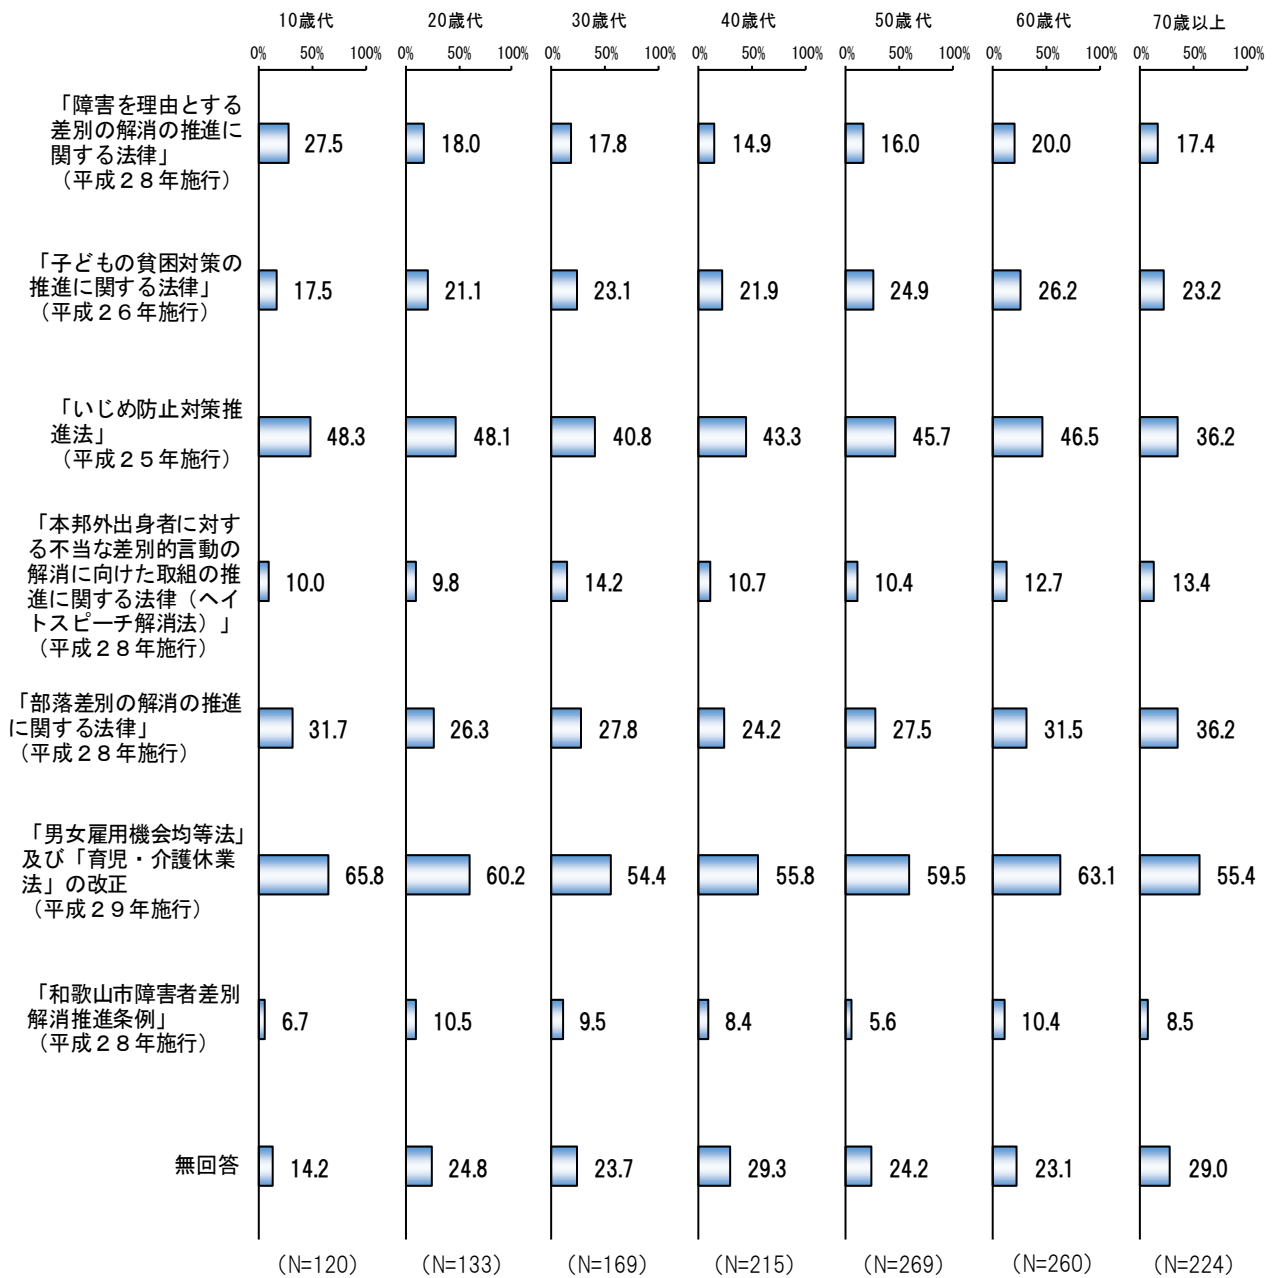 10歳代 20歳代 30歳代 40歳代 50歳代 60歳代 70歳以上
0% 50% 100% 0% 50% 100% 0% 50% 100% 0% 50% 100% 0% 50% 100% 0% 50% 100% 0% 50% 100%
「障害を理由とする
差別の解消の推進に
関する法律」
（平成２８年施行）
27.5 18.0 17.8 14.9 16.0 20.0 17.4
「子どもの貧困対策の
推進に関する法律」
（平成２６年施行）
17.5 21.1 23.1 21.9 24.9 26.2 23.2
「いじめ防止対策推
進法」
（平成２５年施行）
48.3 48.1 40.8 43.3 45.7 46.5 36.2
「本邦外出身者に対す
る不当な差別的言動の
解消に向けた取組の推
進に関する法律（ヘイ
トスピーチ解消法）」
（平成２８年施行）
10.0 9.8 14.2 10.7 10.4 12.7 13.4
「部落差別の解消の推進
に関する法律」
（平成２８年施行）
31.7 26.3 27.8 24.2 27.5 31.5 36.2
「男女雇用機会均等法」
及び「育児・介護休業
法」の改正
（平成２９年施行）
65.8 60.2 54.4 55.8 59.5 63.1 55.4
「和歌山市障害者差別
解消推進条例」
（平成２８年施行）
6.7 10.5 9.5 8.4 5.6 10.4 8.5
無回答
14.2 24.8 23.7 29.3 24.2 23.1 29.0
（N=120） （N=133） （N=169） （N=215） （N=269） （N=260） （N=224）